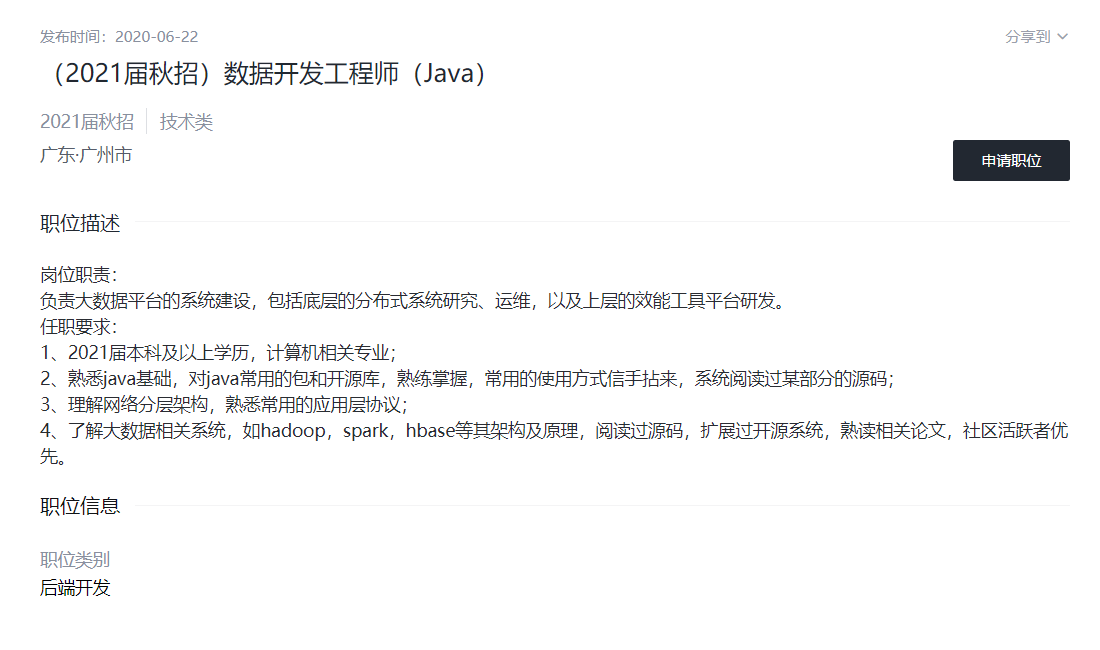 发布时间：2020-06-22
分享到
（2021届秋招）数据开发工程师（Java）
2021届秋招 技术类
广东·广州市
申请职位
职位描述
岗位职责：
负责大数据平台的系统建设，包括底层的分布式系统研究、运维，以及上层的效能工具平台研发。
任职要求：
1、2021届本科及以上学历，计算机相关专业；
2、熟悉java基础，对java常用的包和开源库，熟练掌握，常用的使用方式信手拈来，系统阅读过某部分的源码；
3、理解网络分层架构，熟悉常用的应用层协议；
4、了解大数据相关系统，如hadoop，spark，hbase等其架构及原理，阅读过源码，扩展过开源系统，熟读相关论文，社区活跃者优
先。
职位信息
职位类别
后端开发